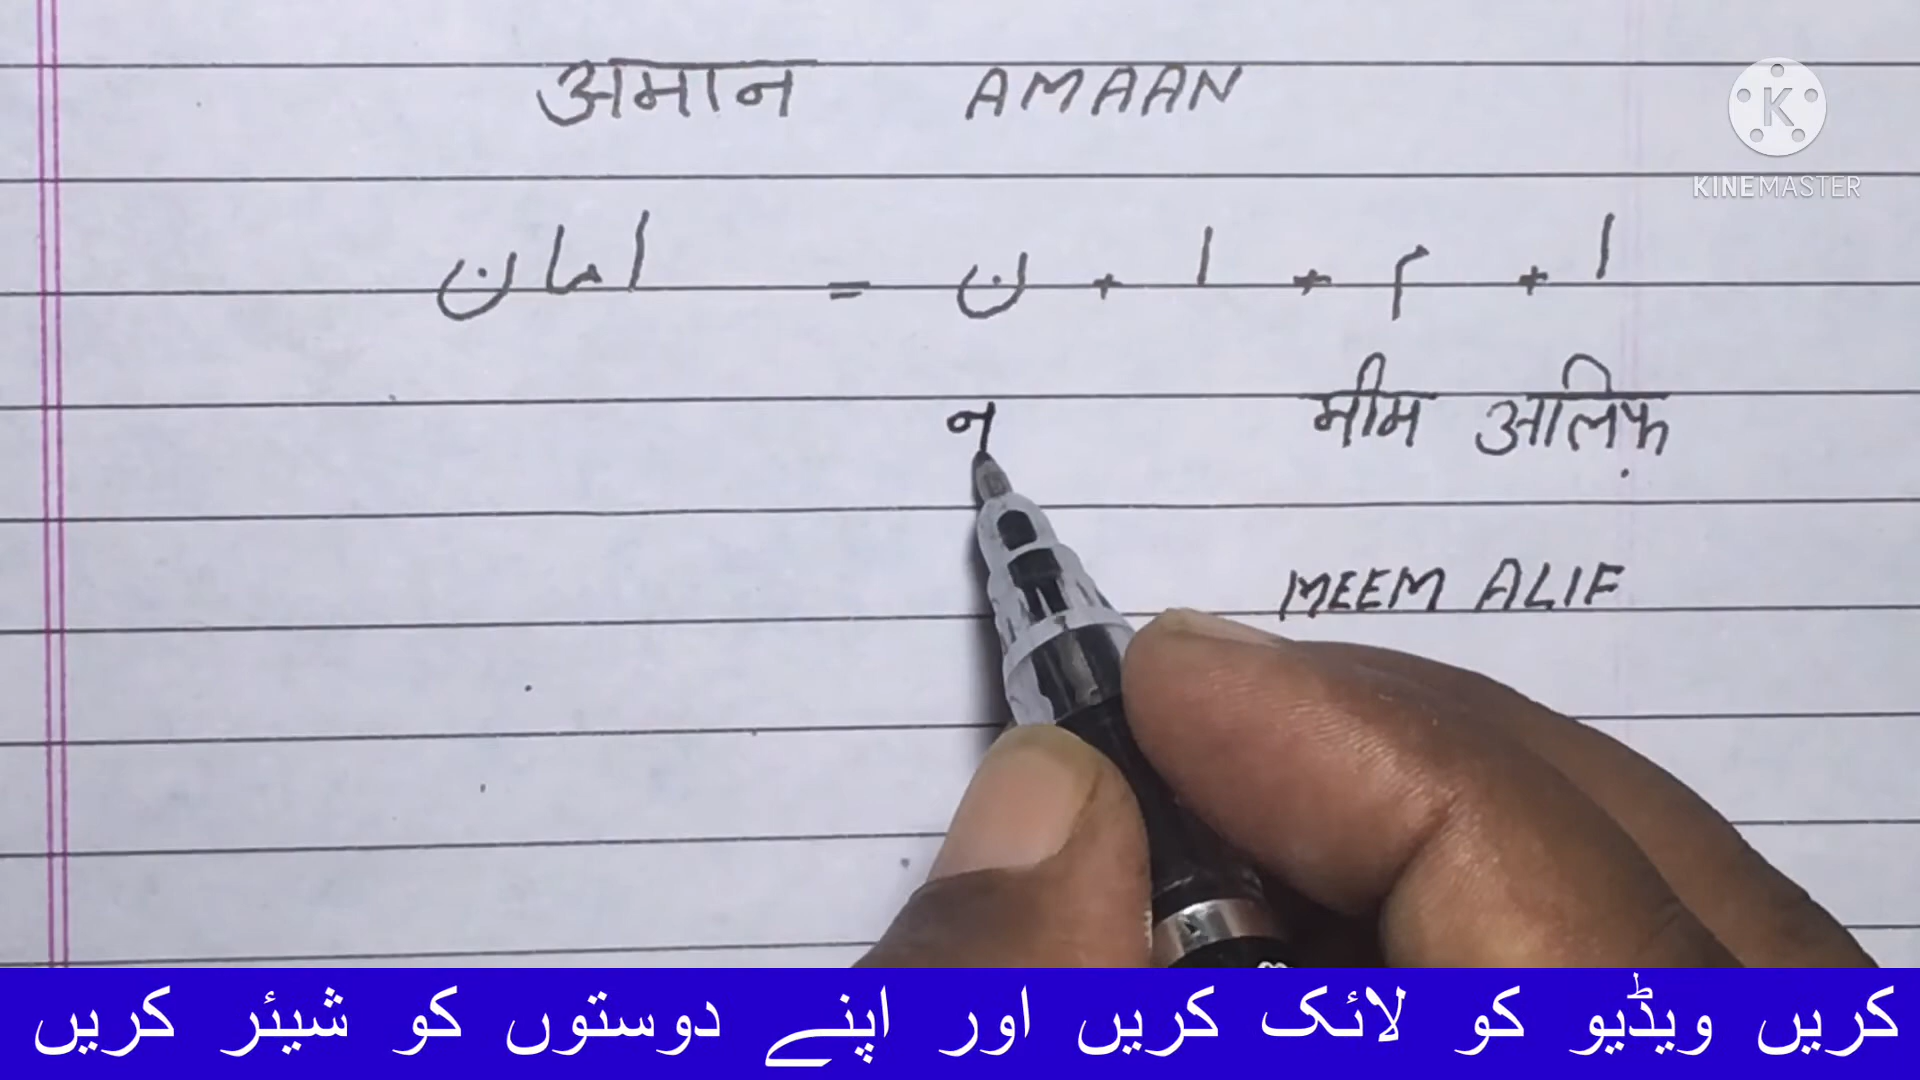 अमान AMAAN
KINEMASTER
ا + م + ا + ن = امان
न मीम अलिफ़
MEEM ALIF
کریں ویڈیو کو لائک کریں اور اپنے دوستوں کو شیئر کریں